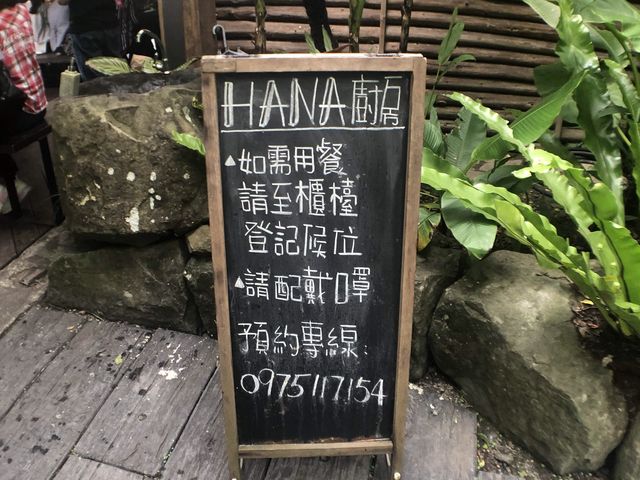 HANA廚房
▲如需用餐
請至櫃檯
登記候位
▲請配戴口罩
預約專線:
0975117154